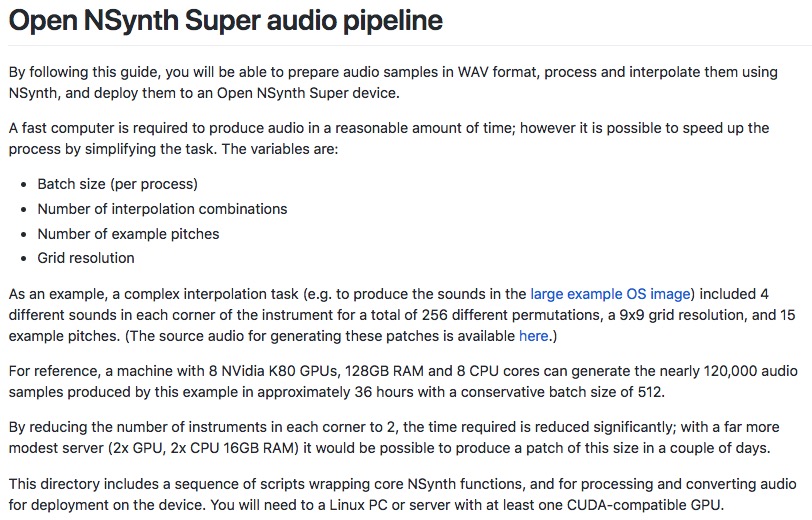 Open NSynth Super audio pipeline
By following this guide, you will be able to prepare audio samples in WAV format, process and interpolate them using
NSynth, and deploy them to an Open NSynth Super device.
A fast computer is required to produce audio in a reasonable amount of time; however it is possible to speed up the
process by simplifying the task. The variables are:
• Batch size (per process)
• Number of interpolation combinations
• Number of example pitches
• Grid resolution
As an example, a complex interpolation task (e.g. to produce the sounds in the large example OS image) included 4
different sounds in each corner of the instrument for a total of 256 different permutations, a 9x9 grid resolution, and 15
example pitches. (The source audio for generating these patches is available here.)
For reference, a machine with 8 NVidia K80 GPUs, 128GB RAM and 8 CPU cores can generate the nearly 120,000 audio
samples produced by this example in approximately 36 hours with a conservative batch size of 512.
By reducing the number of instruments in each corner to 2, the time required is reduced significantly; with a far more
modest server (2x GPU, 2x CPU 16GB RAM) it would be possible to produce a patch of this size in a couple of days.
This directory includes a sequence of scripts wrapping core NSynth functions, and for processing and converting audio
for deployment on the device. You will need to a Linux PC or server with at least one CUDA-compatible GPU.